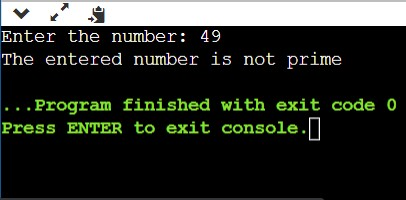 Enter the number: 49
The entered number is not prime
...Program finished with exit code 0
Press ENTER to exit console.